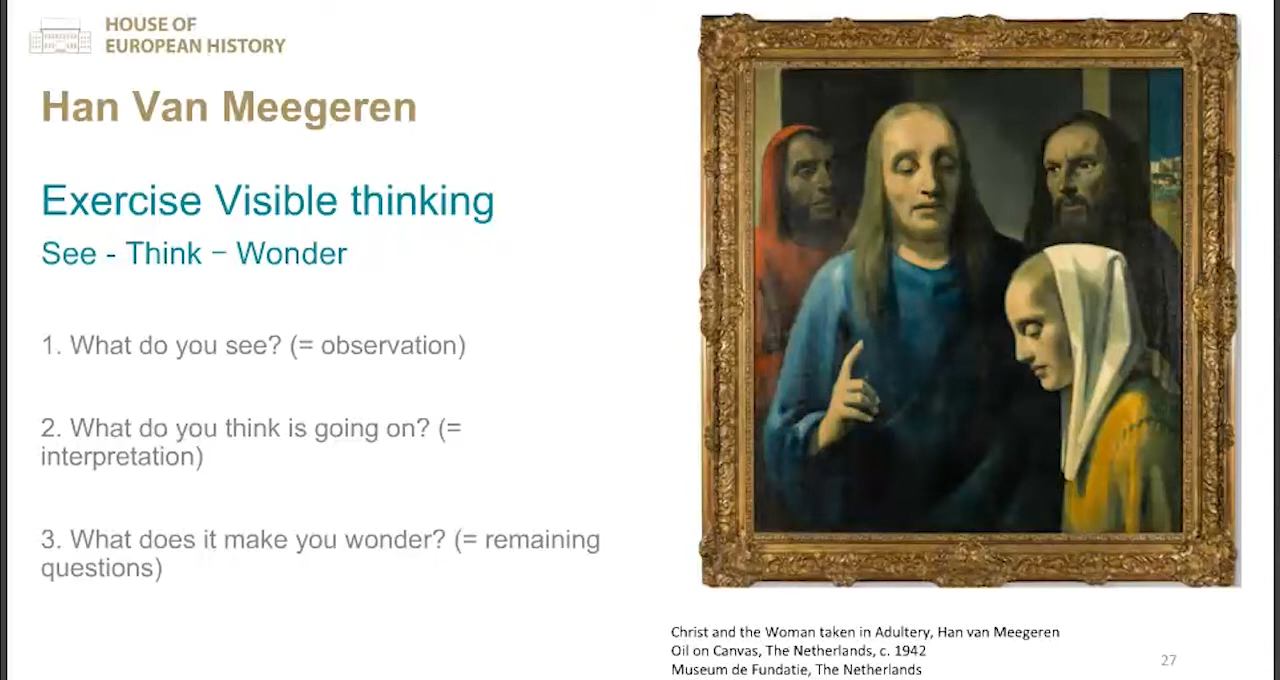 HOUSE OF
EUROPEAN HISTORY
Han Van Meegeren
Exercise Visible thinking
See - Think – Wonder
1. What do you see? (= observation)
2. What do you think is going on? (=
interpretation)
3. What does it make you wonder? (= remaining
questions)
Christ and the Woman taken in Adultery, Han van Meegeren
Oil on Canvas, The Netherlands, c. 1942
Museum de Fundatie, The Netherlands
27